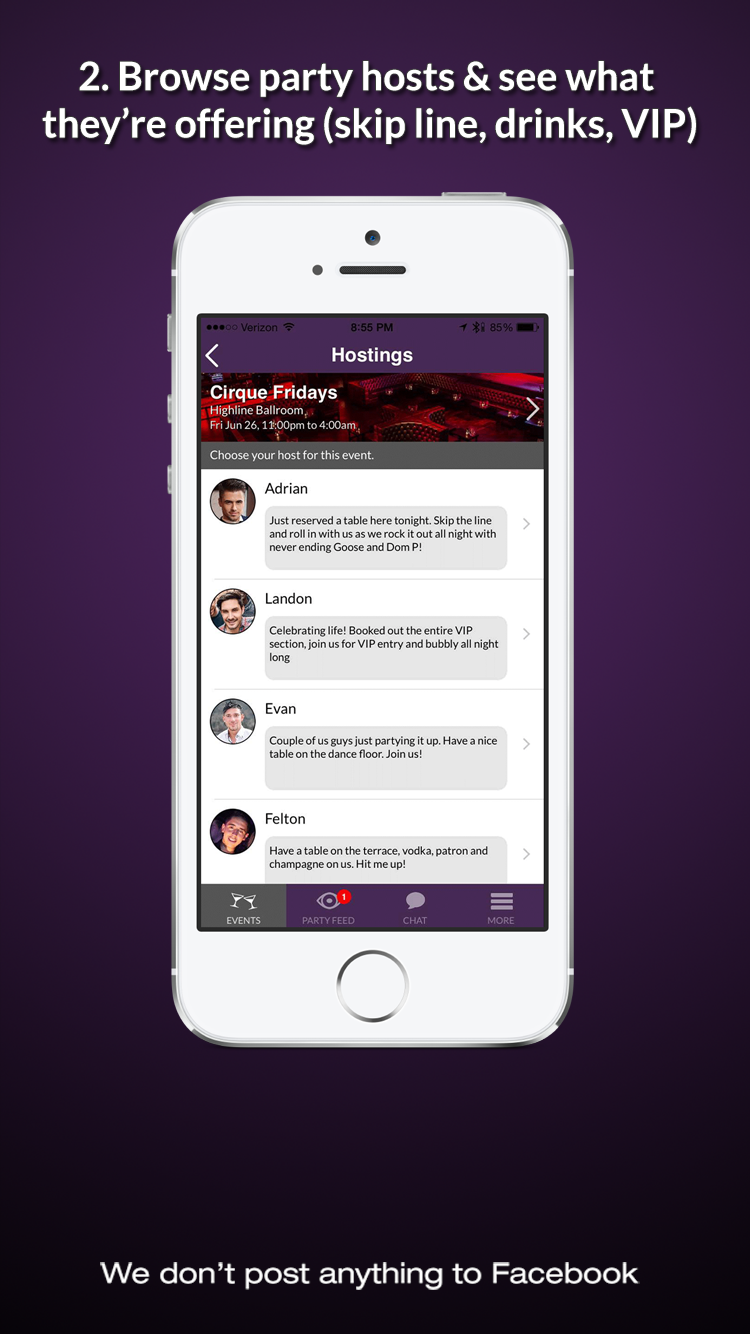 2. Browse party hosts & see what
they’re offering (skip line, drinks, VIP)
Verizon 8:55 PM 85%
Hostings
Cirque Fridays
Highline Ballroom
Fri Jun 26, 11:00pm to 4:00am
Choose your host for this event.
Adrian
Just reserved a table here tonight. Skip the line
and roll in with us as we rock it out all night with
never ending Goose and Dom P!
Landon
Celebrating life! Booked out the entire VIP
section, join us for VIP entry and bubbly all night
long
Evan
Couple of us guys just partying it up. Have a nice
table on the dance floor. Join us!
Felton
Have a table on the terrace, vodka, patron and
champagne on us. Hit me up!
1
EVENTS PARTY FEED CHAT MORE
We don’t post anything to Facebook